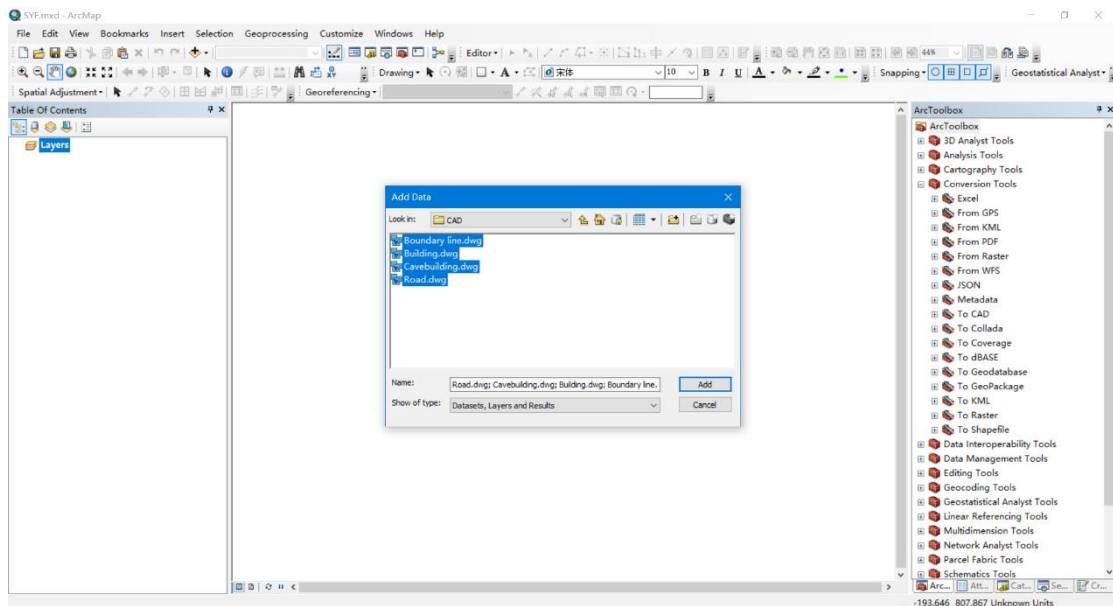 SYF.mxd - ArcMap
File Edit View Bookmarks Insert Selection Geoprocessing Customize Windows Help
Editor 44%
Drawing A 宋体 10 B I U A Snapping Geostatistical Analyst
Spatial Adjustment Georeferencing
Table Of Contents
Layers
Add Data
Look in: CAD
Boundary line.dwg
Building.dwg
Cavebuilding.dwg
Road.dwg
Name: Road.dwg; Cavebuilding.dwg; Building.dwg; Boundary line. Add
Show of type: Datasets, Layers and Results Cancel
ArcToolbox
ArcToolbox
3D Analyst Tools
Analysis Tools
Cartography Tools
Conversion Tools
Excel
From GPS
From KML
From PDF
From Raster
From WFS
JSON
Metadata
To CAD
To Collada
To Coverage
To dBASE
To Geodatabase
To GeoPackage
To KML
To Raster
To Shapefile
Data Interoperability Tools
Data Management Tools
Editing Tools
Geocoding Tools
Geostatistical Analyst Tools
Linear Referencing Tools
Multidimension Tools
Network Analyst Tools
Parcel Fabric Tools
Schematics Tools
Arc... Att... Cat... Se... Cr...
-193.646 807.867 Unknown Units